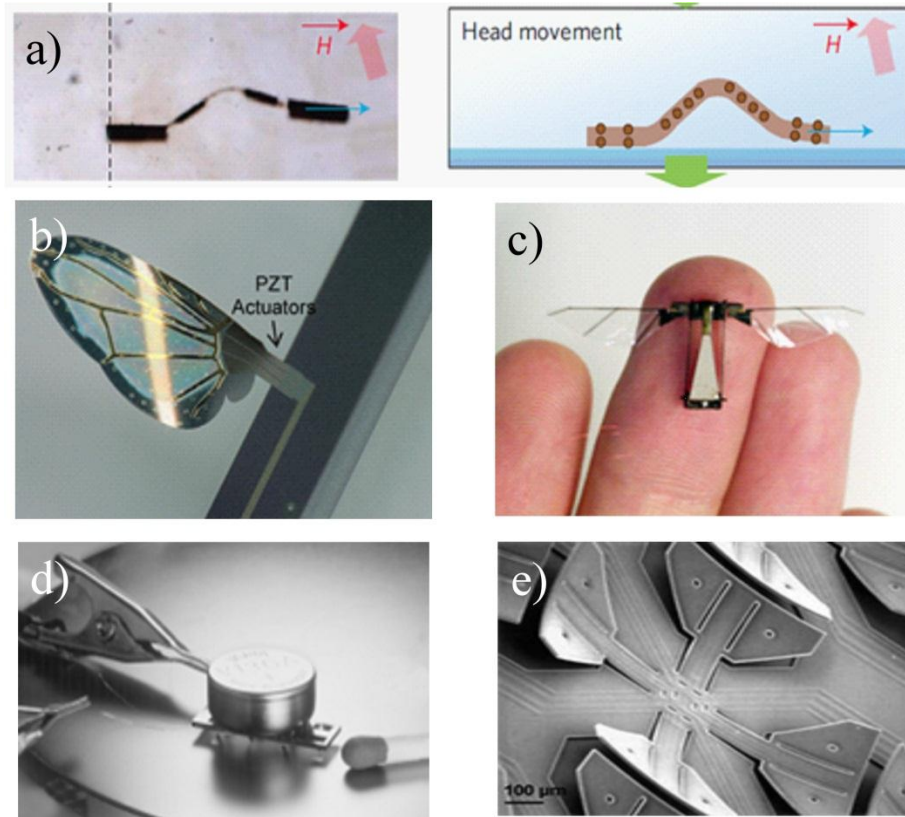 a)
H
Head movement
H
b)
PZT
Actuators
c)
d)
e)
100 µm